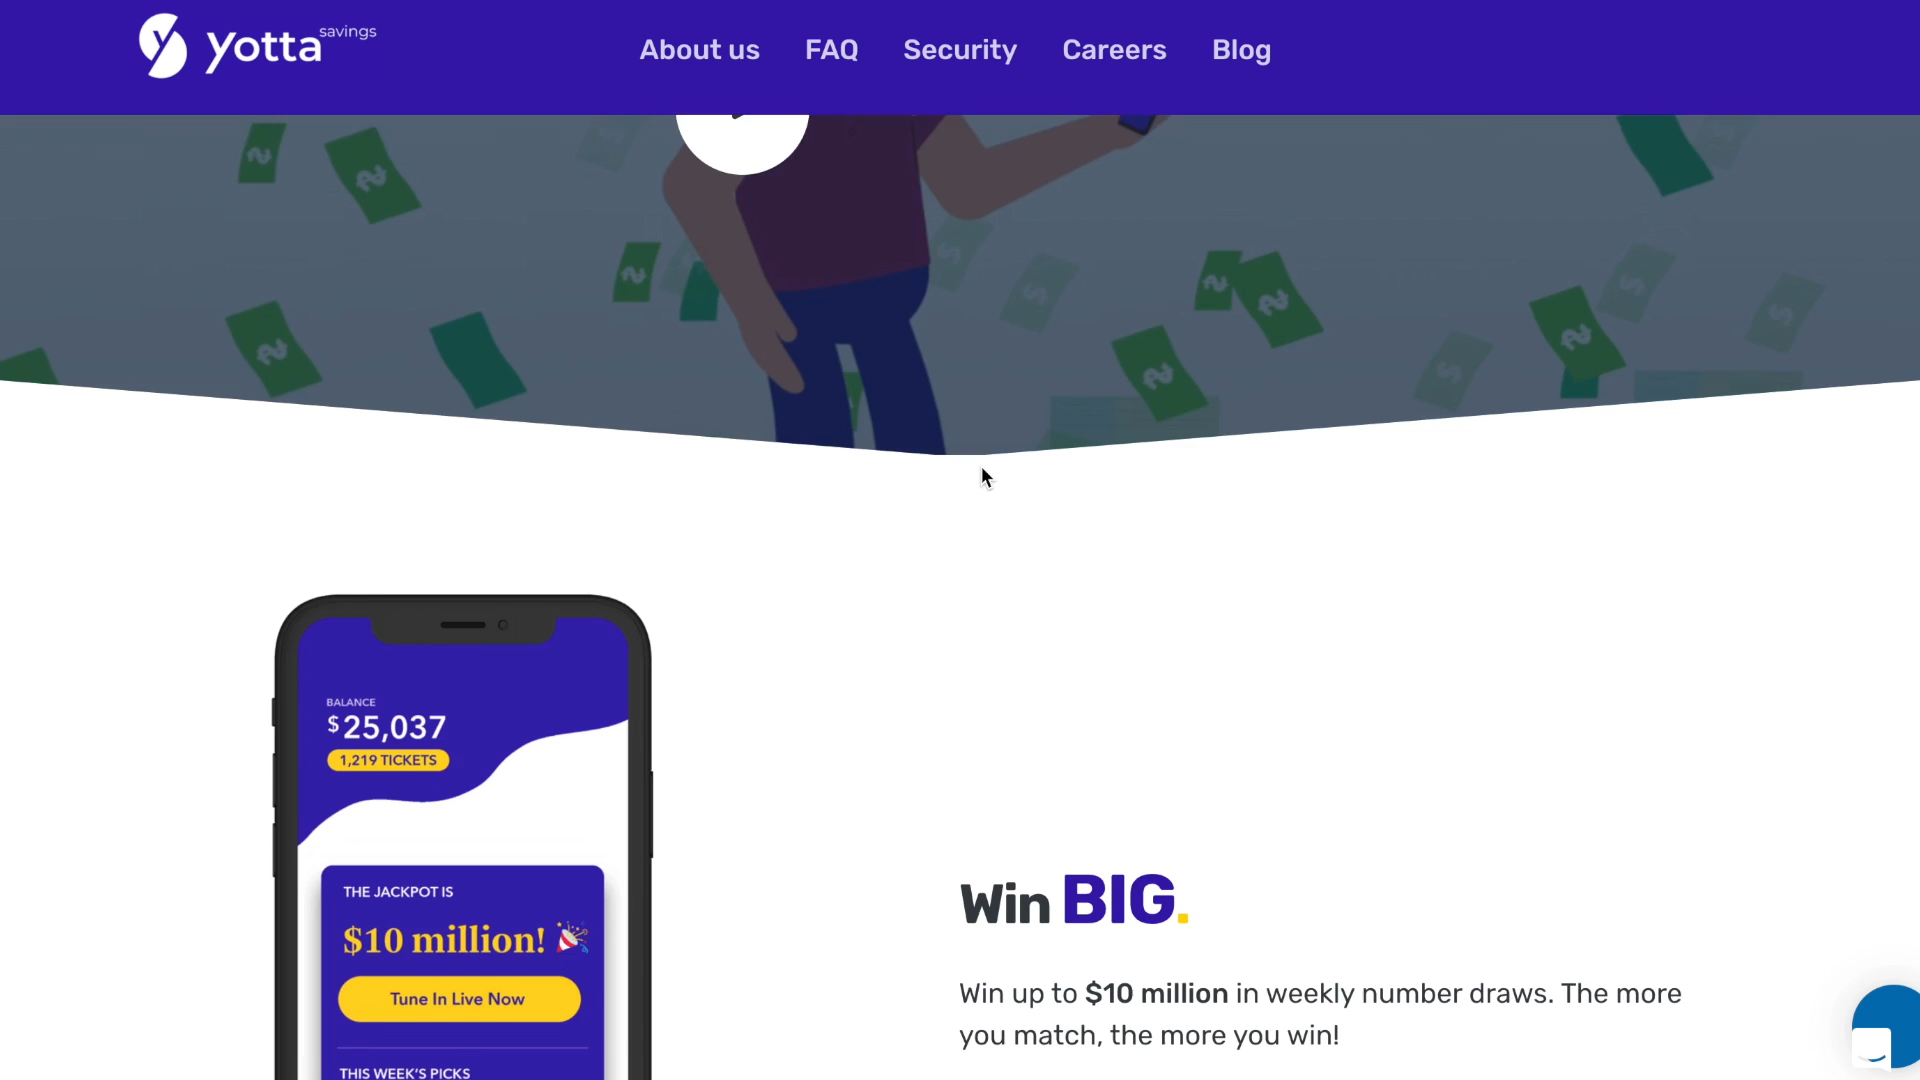 yotta savings
About us FAQ Security Careers Blog
BALANCE
$25,037
1,219 TICKETS
THE JACKPOT IS
$10 million! 🎉
Tune In Live Now
THIS WEEK'S PICKS
Win BIG.
Win up to $10 million in weekly number draws. The more
you match, the more you win!